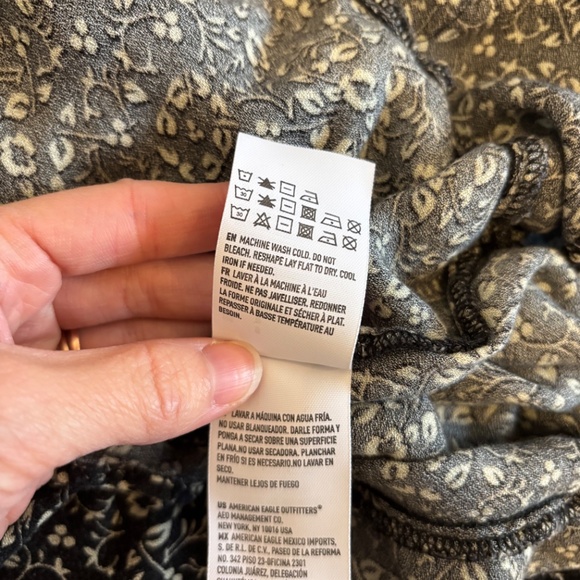 EN MACHINE WASH COLD. DO NOT
BLEACH. RESHAPE LAY FLAT TO DRY. COOL
IRON IF NEEDED.
FR LAVER À LA MACHINE À L'EAU
FROIDE. NE PAS JAVELLISER. REDONNER
LA FORME ORIGINALE ET SÉCHER À PLAT.
REPASSER À BASSE TEMPÉRATURE AU
BESOIN.
LAVAR A MÁQUINA CON AGUA FRÍA.
NO USAR BLANQUEADOR. DARLE FORMA Y
PONGA A SECAR SOBRE UNA SUPERFICIE
PLANA.NO USAR SECADORA. PLANCHAR
EN FRÍO SI ES NECESARIO.NO LAVAR EN
SECO.
MANTENER LEJOS DE FUEGO
US AMERICAN EAGLE OUTFITTERS®
AEO MANAGEMENT CO.
NEW YORK, NY 10016 USA
MX AMERICAN EAGLE MEXICO IMPORTS,
S. DE R.L. DE C.V., PASEO DE LA REFORMA
NO. 342 PISO 23-OFICINA 2301
COLONIA JUÁREZ, DELEGACIÓN